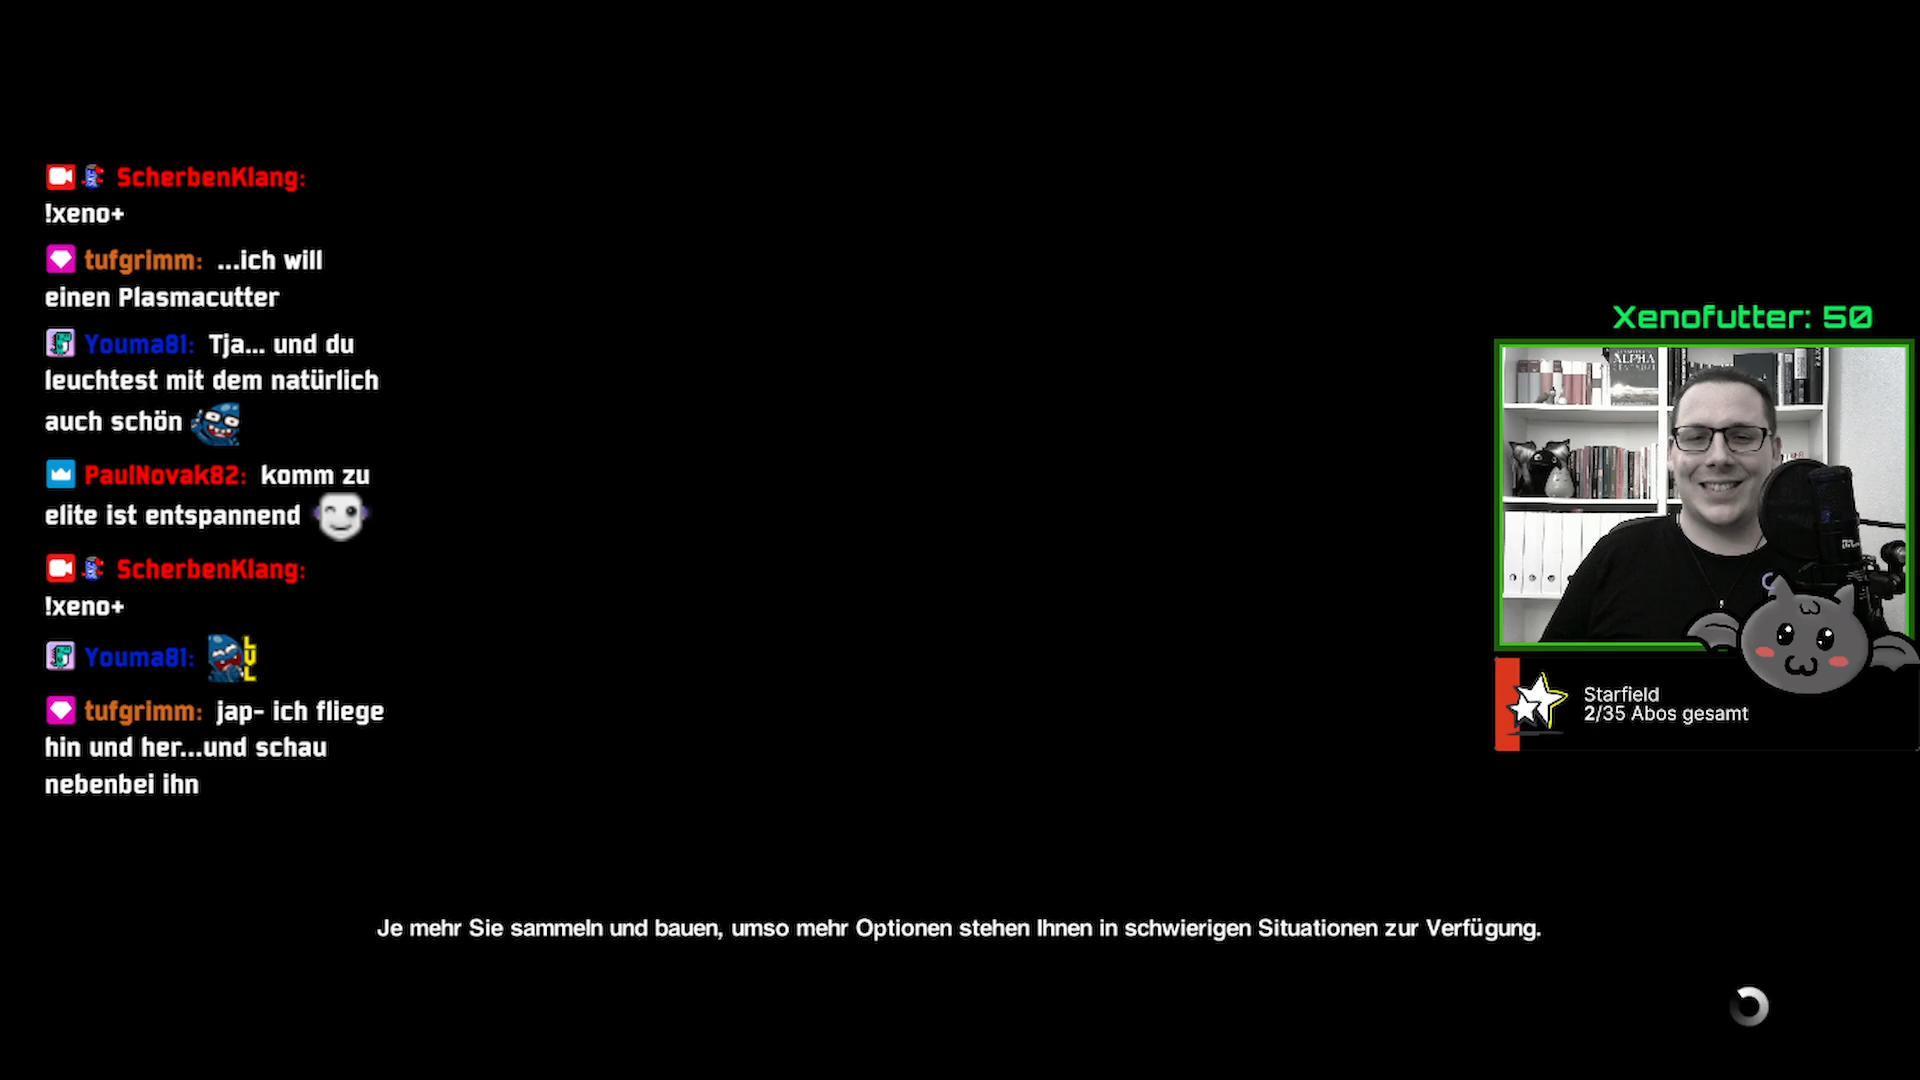 ScherbenKlang:
!xeno+
tufgrimm: ...ich will
einen Plasmacutter
Youma81: Tja... und du
leuchtest mit dem natürlich
auch schön
PaulNovak82: komm zu
elite ist entspannend
ScherbenKlang:
!xeno+
Youma81: LUL
tufgrimm: jap- ich fliege
hin und her...und schau
nebenbei ihn
Xenofutter: 50
ALPHA
Starfield
2/35 Abos gesamt
Je mehr Sie sammeln und bauen, umso mehr Optionen stehen Ihnen in schwierigen Situationen zur Verfügung.